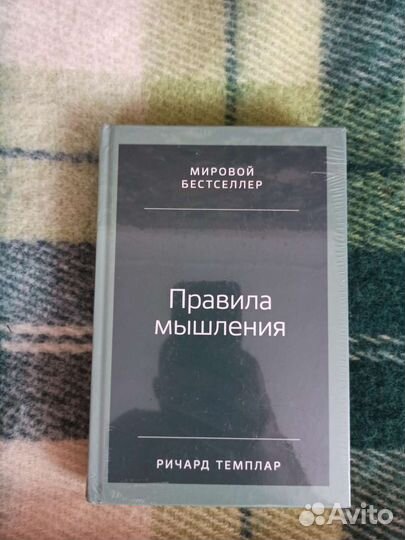 МИРОВОЙ
БЕСТСЕЛЛЕР
Правила
мышления
РИЧАРД ТЕМПЛАР
Avito